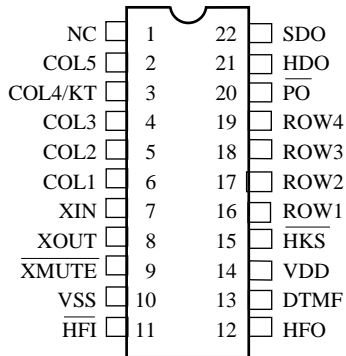 NC 1 22 SDO
COL5 2 21 HDO
COL4/KT 3 20 PO
COL3 4 19 ROW4
COL2 5 18 ROW3
COL1 6 17 ROW2
XIN 7 16 ROW1
XOUT 8 15 HKS
XMUTE 9 14 VDD
VSS 10 13 DTMF
HFI 11 12 HFO